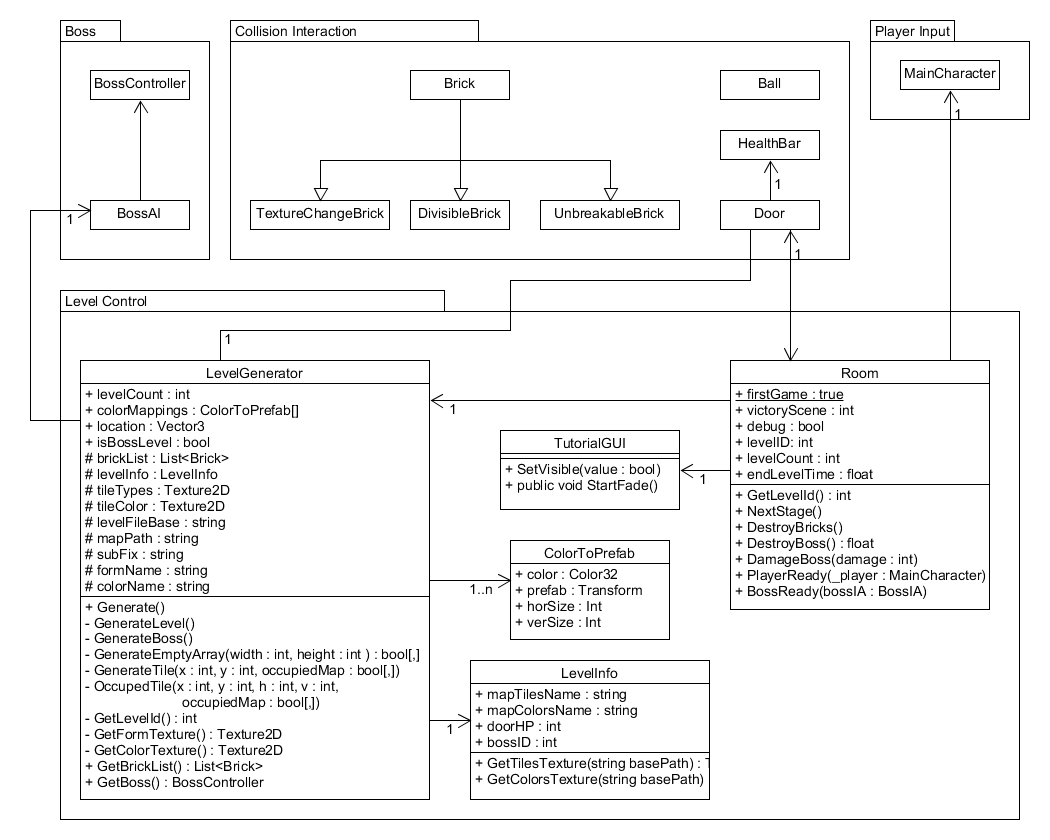 Boss
BossController
1
BossAI
Collision Interaction
Brick
Ball
HealthBar
1
TextureChangeBrick
DivisibleBrick
UnbreakableBrick
Door
1
Player Input
MainCharacter
1
Level Control
1
LevelGenerator
+ levelCount : int
+ colorMappings : ColorToPrefab[]
+ location : Vector3
+ isBossLevel : bool
# brickList : List<Brick>
# levelInfo : LevelInfo
# tileTypes : Texture2D
# tileColor : Texture2D
# levelFileBase : string
# mapPath : string
# subFix : string
# formName : string
# colorName : string
+ Generate()
- GenerateLevel()
- GenerateBoss()
- GenerateEmptyArray(width : int, height : int ) : bool[,]
- GenerateTile(x : int, y : int, occupiedMap : bool[,])
- OccupedTile(x : int, y : int, h : int, v : int,
occupiedMap : bool[,])
- GetLevelId() : int
- GetFormTexture() : Texture2D
- GetColorTexture() : Texture2D
+ GetBrickList() : List<Brick>
+ GetBoss() : BossController
1
TutorialGUI
+ SetVisible(value : bool)
+ public void StartFade()
1
Room
+ firstGame : true
+ victoryScene : int
+ debug : bool
+ levelID: int
+ levelCount : int
+ endLevelTime : float
+ GetLevelId() : int
+ NextStage()
+ DestroyBricks()
+ DestroyBoss() : float
+ DamageBoss(damage : int)
+ PlayerReady(_player : MainCharacter)
+ BossReady(bossIA : BossIA)
1..n
ColorToPrefab
+ color : Color32
+ prefab : Transform
+ horSize : Int
+ verSize : Int
1
LevelInfo
+ mapTilesName : string
+ mapColorsName : string
+ doorHP : int
+ bossID : int
+ GetTilesTexture(string basePath) :
+ GetColorsTexture(string basePath)